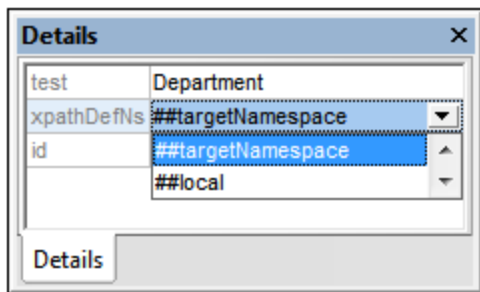 Details
test Department
xpathDefNs ##targetNamespace
id ##targetNamespace
##local
Details